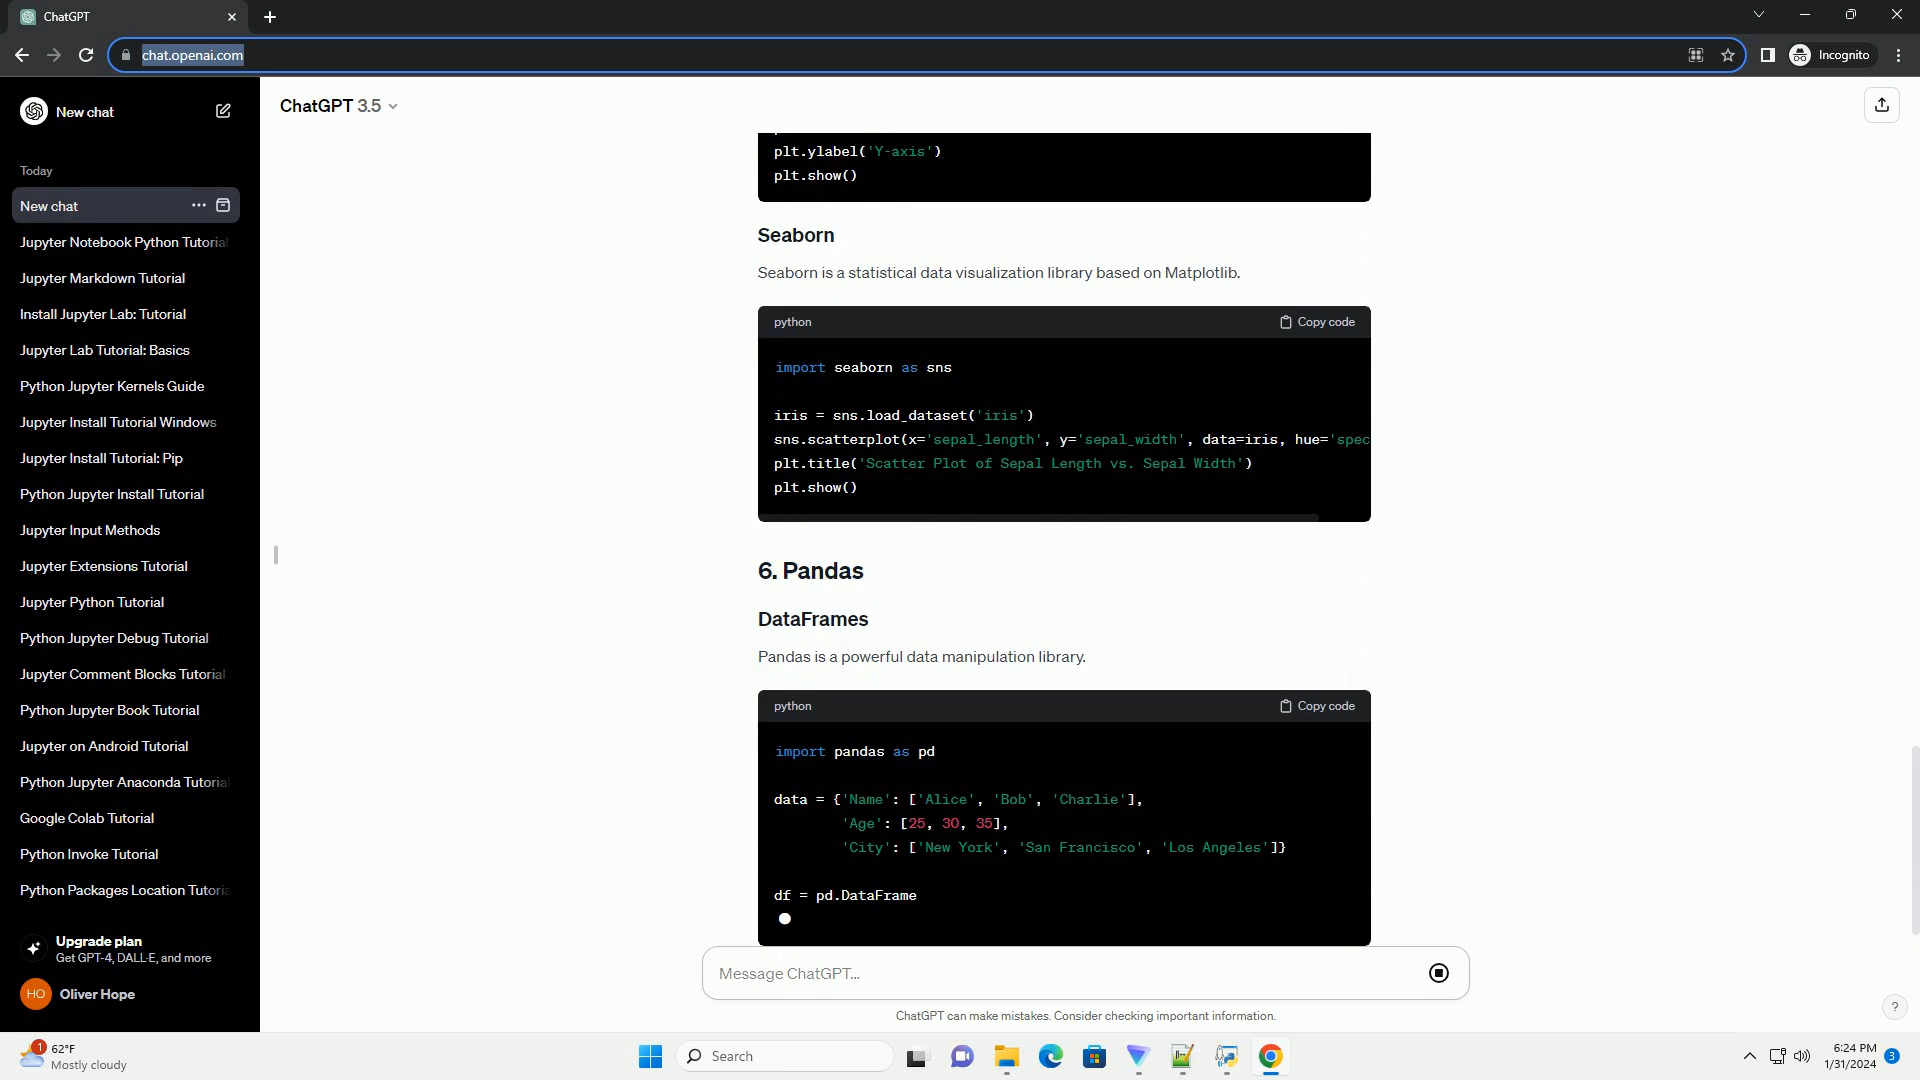 ChatGPT
chat.openai.com
Incognito
New chat
Today
New chat
Jupyter Notebook Python Tutorial
Jupyter Markdown Tutorial
Install Jupyter Lab: Tutorial
Jupyter Lab Tutorial: Basics
Python Jupyter Kernels Guide
Jupyter Install Tutorial Windows
Jupyter Install Tutorial: Pip
Python Jupyter Install Tutorial
Jupyter Input Methods
Jupyter Extensions Tutorial
Jupyter Python Tutorial
Python Jupyter Debug Tutorial
Jupyter Comment Blocks Tutorial
Python Jupyter Book Tutorial
Jupyter on Android Tutorial
Python Jupyter Anaconda Tutorial
Google Colab Tutorial
Python Invoke Tutorial
Python Packages Location Tutoria
Upgrade plan
Get GPT-4, DALL·E, and more
HO Oliver Hope
ChatGPT 3.5
plt.ylabel('Y-axis')
plt.show()
Seaborn
Seaborn is a statistical data visualization library based on Matplotlib.
python Copy code
import seaborn as sns
iris = sns.load_dataset('iris')
sns.scatterplot(x='sepal_length', y='sepal_width', data=iris, hue='spec
plt.title('Scatter Plot of Sepal Length vs. Sepal Width')
plt.show()
6. Pandas
DataFrames
Pandas is a powerful data manipulation library.
python Copy code
import pandas as pd
data = {'Name': ['Alice', 'Bob', 'Charlie'],
'Age': [25, 30, 35],
'City': ['New York', 'San Francisco', 'Los Angeles']}
df = pd.DataFrame
Message ChatGPT...
ChatGPT can make mistakes. Consider checking important information.
?
1 62°F
Mostly cloudy
Search
6:24 PM
1/31/2024
3